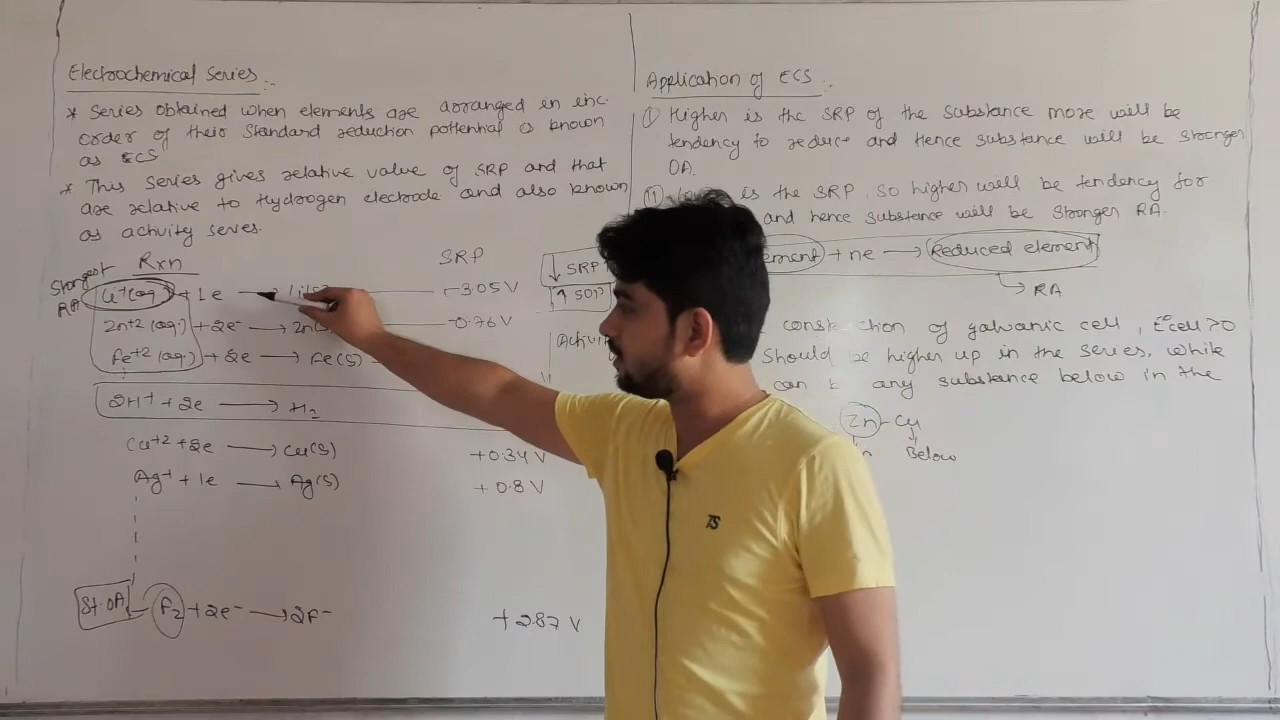 Electrochemical Series :-
* Series obtained when elements are arranged in inc.
order of their standard reduction pottential is known
as ECS
* This series gives relative value of SRP and that
are relative to Hydrogen electrode and also known
as activity series.
Rxn SRP
Strongest
RA
Li+(aq.) + 1e → Li(s) -3.05 V
Zn+2 (aq.) + 2e- → Zn -0.76 V
Fe+2 (aq.) + 2e → Fe(s)
2H+ + 2e → H2
Cu+2 + 2e → Cu(s) +0.34 V
Ag+ + 1e → Ag(s) +0.8 V
St. OA F2 + 2e- → 2F- +2.87 V
↓ SRP
↑ SOP
Application of ECS :-
① Higher is the SRP of the substance more will be
tendency to reduce and Hence substance will be stronger
OA.
is the SRP, so higher will be tendency for
and hence substance will be stronger RA.
+ ne → Reduced element
RA
construction of galvanic cell, E°cell >0
should be higher up in the series, while
can be any substance below in the
Zn - Cu
Below
TS